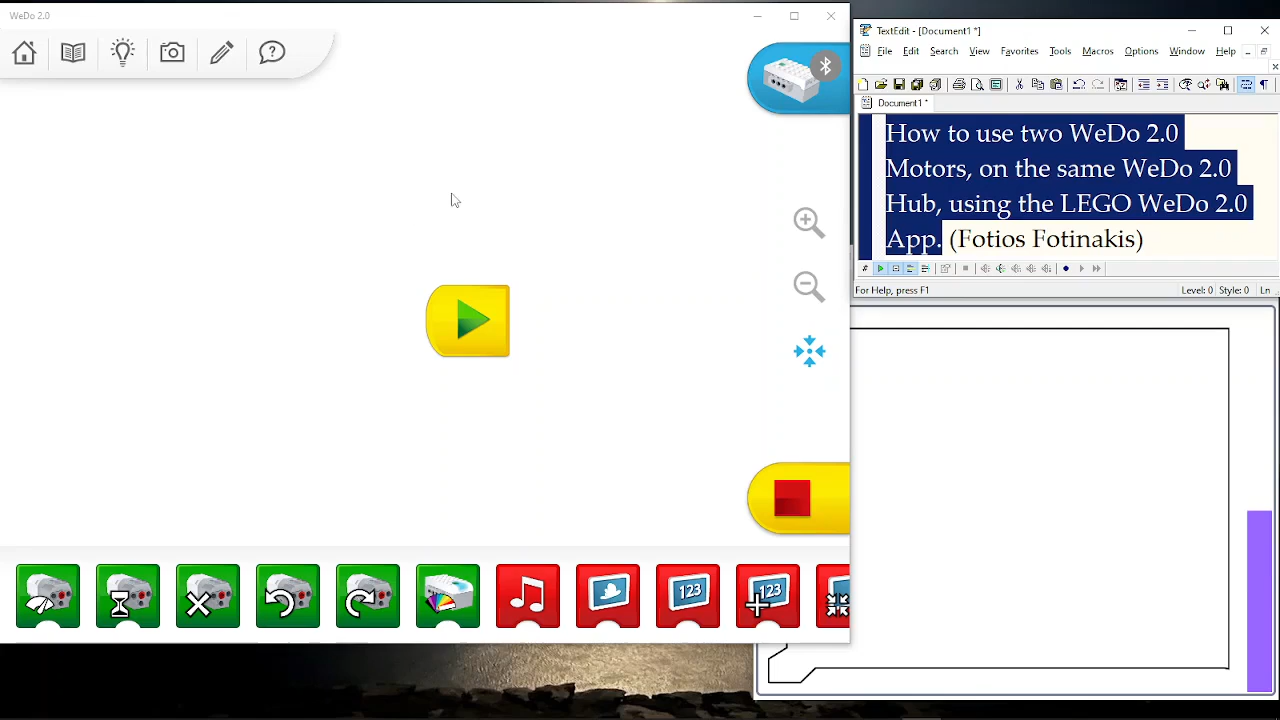 WeDo 2.0
TextEdit - [Document1 *]
File Edit Search View Favorites Tools Macros Options Window Help
Document1 *
How to use two WeDo 2.0
Motors, on the same WeDo 2.0
Hub, using the LEGO WeDo 2.0
App. (Fotios Fotinakis)
For Help, press F1
Level: 0 Style: 0 Ln
123
123